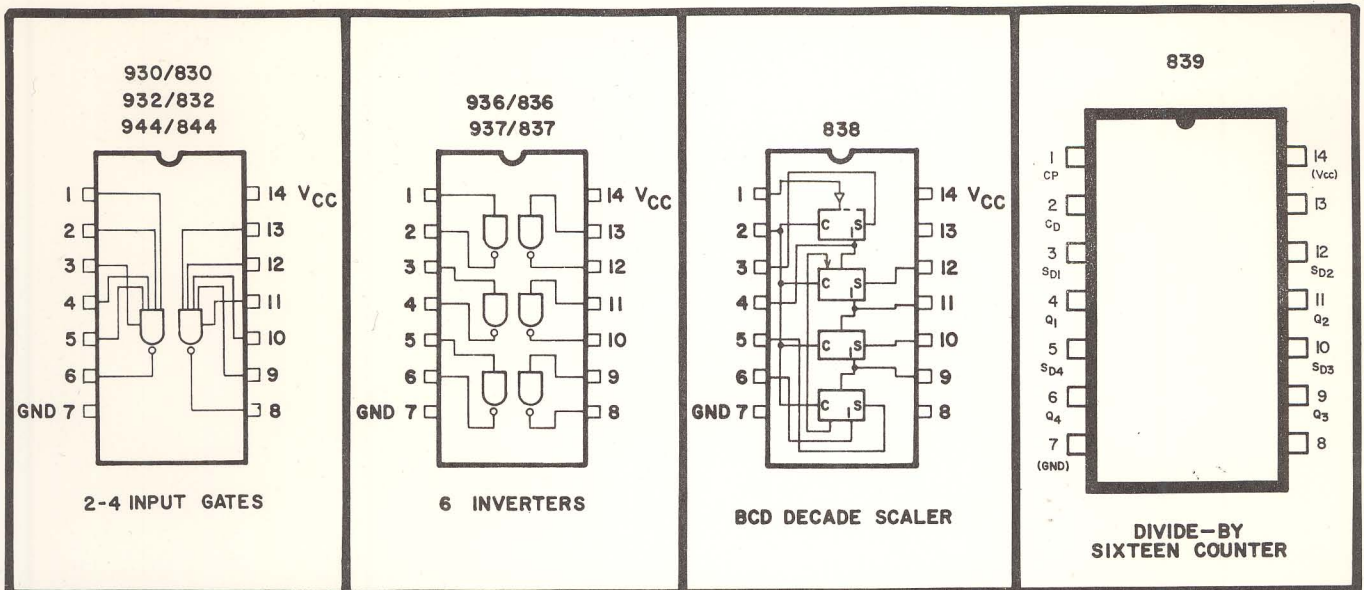 930/830
932/832
944/844
1
2
3
4
5
6
GND 7
14 VCC
13
12
11
10
9
8
2-4 INPUT GATES
936/836
937/837
1
2
3
4
5
6
GND 7
14 VCC
13
12
11
10
9
8
6 INVERTERS
838
1
2
3
4
5
6
GND 7
C 1 S
C 1 S
C 1 S
C 1 S
14 VCC
13
12
11
10
9
8
BCD DECADE SCALER
839
1
CP
2
CD
3
SD1
4
Q1
5
SD4
6
Q4
7
(GND)
14
(Vcc)
13
12
SD2
11
Q2
10
SD3
9
Q3
8
DIVIDE-BY
SIXTEEN COUNTER